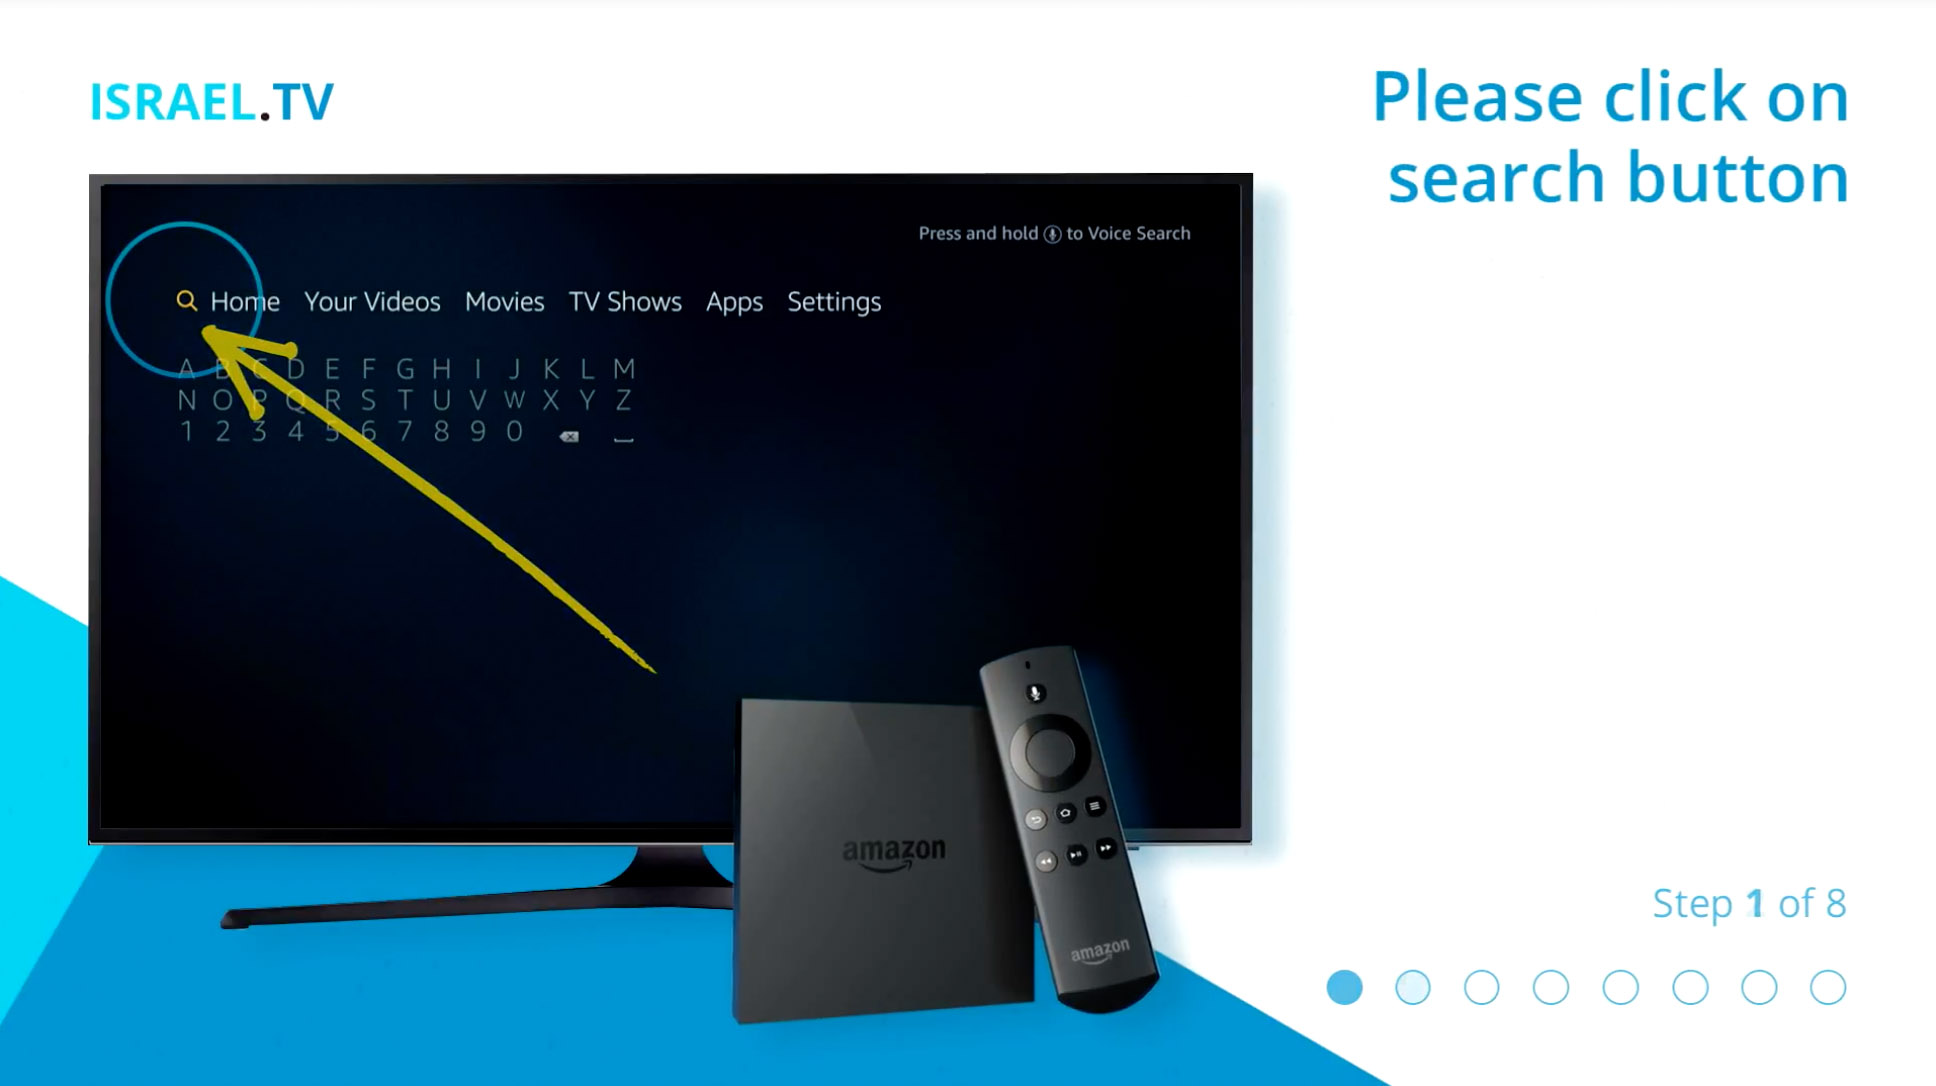 ISRAEL.TV
Please click on
search button
Press and hold to Voice Search
Home Your Videos Movies TV Shows Apps Settings
A B C D E F G H I J K L M
N O P Q R S T U V W X Y Z
1 2 3 4 5 6 7 8 9 0
amazon
amazon
Step 1 of 8